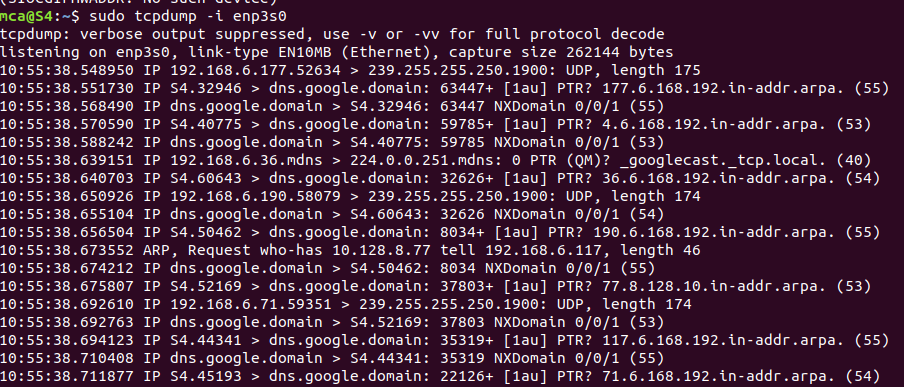 (SIOCGIFHWADDR: No such device)
mca@S4:~$ sudo tcpdump -i enp3s0
tcpdump: verbose output suppressed, use -v or -vv for full protocol decode
listening on enp3s0, link-type EN10MB (Ethernet), capture size 262144 bytes
10:55:38.548950 IP 192.168.6.177.52634 > 239.255.255.250.1900: UDP, length 175
10:55:38.551730 IP S4.32946 > dns.google.domain: 63447+ [1au] PTR? 177.6.168.192.in-addr.arpa. (55)
10:55:38.568490 IP dns.google.domain > S4.32946: 63447 NXDomain 0/0/1 (55)
10:55:38.570590 IP S4.40775 > dns.google.domain: 59785+ [1au] PTR? 4.6.168.192.in-addr.arpa. (53)
10:55:38.588242 IP dns.google.domain > S4.40775: 59785 NXDomain 0/0/1 (53)
10:55:38.639151 IP 192.168.6.36.mdns > 224.0.0.251.mdns: 0 PTR (QM)? _googlecast._tcp.local. (40)
10:55:38.640703 IP S4.60643 > dns.google.domain: 32626+ [1au] PTR? 36.6.168.192.in-addr.arpa. (54)
10:55:38.650926 IP 192.168.6.190.58079 > 239.255.255.250.1900: UDP, length 174
10:55:38.655104 IP dns.google.domain > S4.60643: 32626 NXDomain 0/0/1 (54)
10:55:38.656504 IP S4.50462 > dns.google.domain: 8034+ [1au] PTR? 190.6.168.192.in-addr.arpa. (55)
10:55:38.673552 ARP, Request who-has 10.128.8.77 tell 192.168.6.117, length 46
10:55:38.674212 IP dns.google.domain > S4.50462: 8034 NXDomain 0/0/1 (55)
10:55:38.675807 IP S4.52169 > dns.google.domain: 37803+ [1au] PTR? 77.8.128.10.in-addr.arpa. (53)
10:55:38.692610 IP 192.168.6.71.59351 > 239.255.255.250.1900: UDP, length 174
10:55:38.692763 IP dns.google.domain > S4.52169: 37803 NXDomain 0/0/1 (53)
10:55:38.694123 IP S4.44341 > dns.google.domain: 35319+ [1au] PTR? 117.6.168.192.in-addr.arpa. (55)
10:55:38.710408 IP dns.google.domain > S4.44341: 35319 NXDomain 0/0/1 (55)
10:55:38.711877 IP S4.45193 > dns.google.domain: 22126+ [1au] PTR? 71.6.168.192.in-addr.arpa. (54)